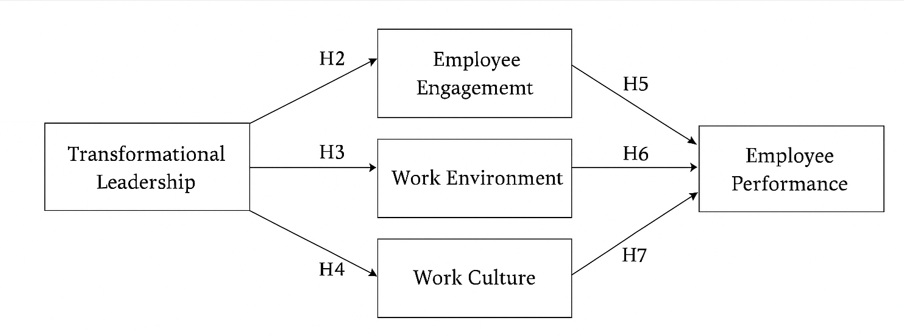 H2
Employee
Engagememt
H5
Transformational
Leadership
H3
Work Environment
H6
Employee
Performance
H4
Work Culture
H7